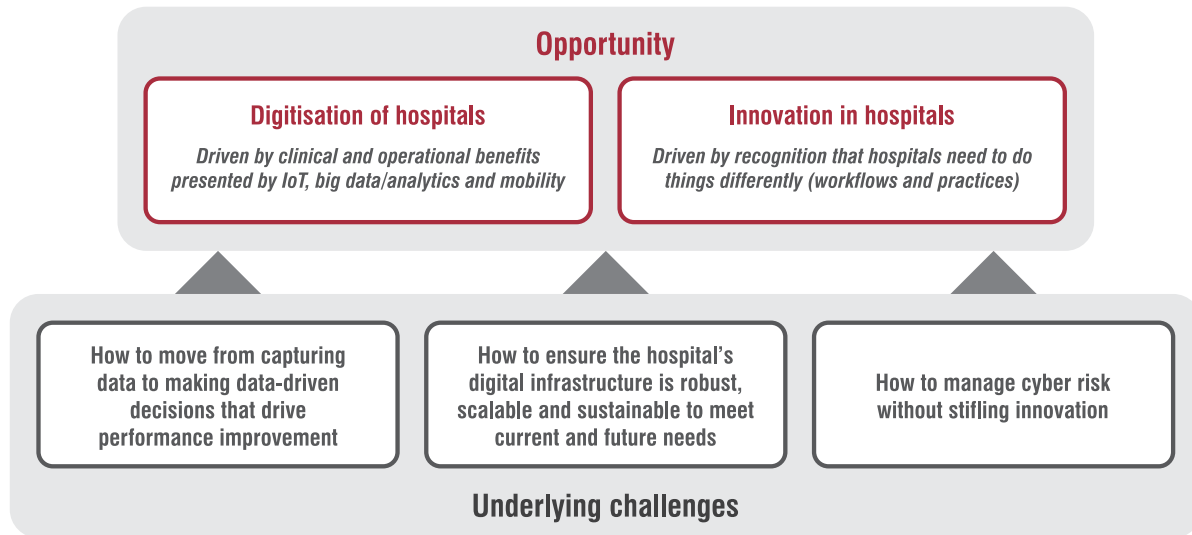 Opportunity
Digitisation of hospitals
Driven by clinical and operational benefits
presented by IoT, big data/analytics and mobility
Innovation in hospitals
Driven by recognition that hospitals need to do
things differently (workflows and practices)
How to move from capturing
data to making data-driven
decisions that drive
performance improvement
How to ensure the hospital’s
digital infrastructure is robust,
scalable and sustainable to meet
current and future needs
How to manage cyber risk
without stifling innovation
Underlying challenges